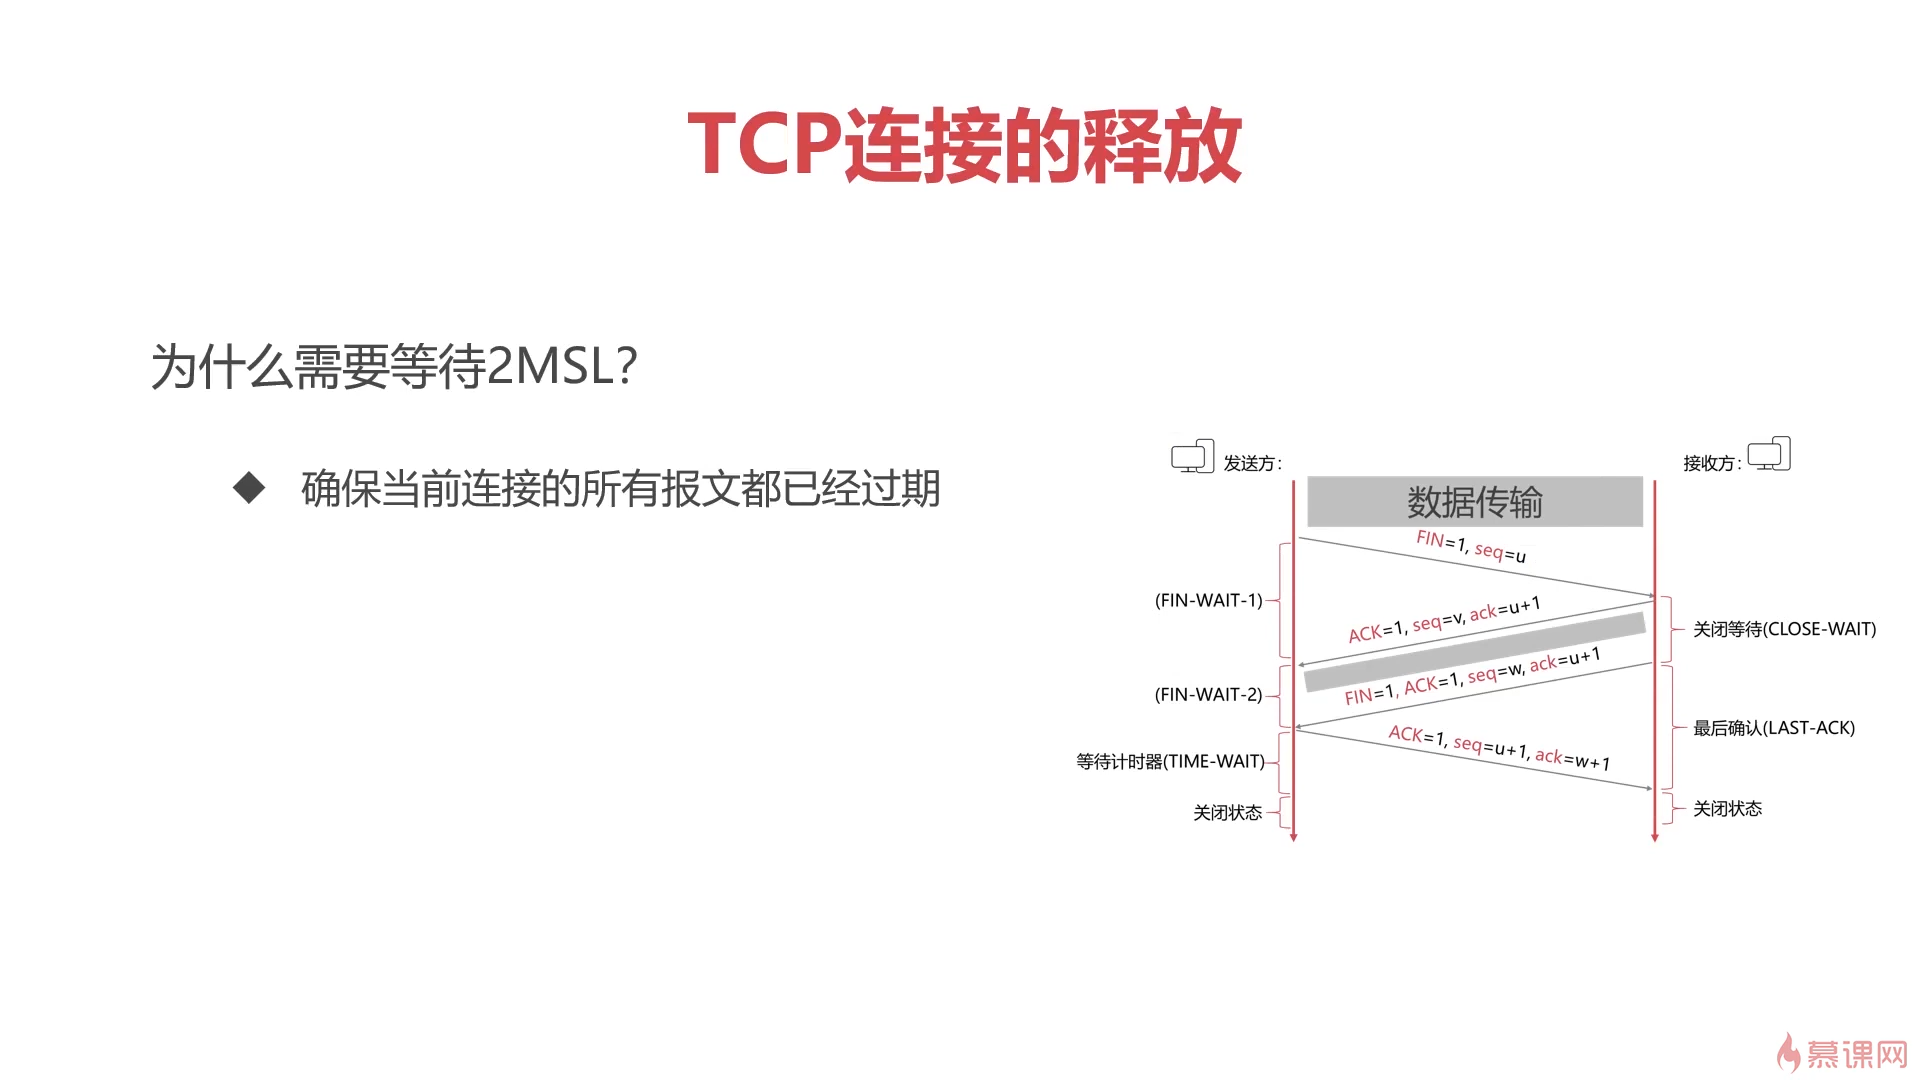 TCP连接的释放
为什么需要等待2MSL？
确保当前连接的所有报文都已经过期
发送方：
接收方：
数据传输
FIN=1, seq=u
(FIN-WAIT-1)
ACK=1, seq=v, ack=u+1
关闭等待(CLOSE-WAIT)
(FIN-WAIT-2)
FIN=1, ACK=1, seq=w, ack=u+1
最后确认(LAST-ACK)
ACK=1, seq=u+1, ack=w+1
等待计时器(TIME-WAIT)
关闭状态
关闭状态
慕课网